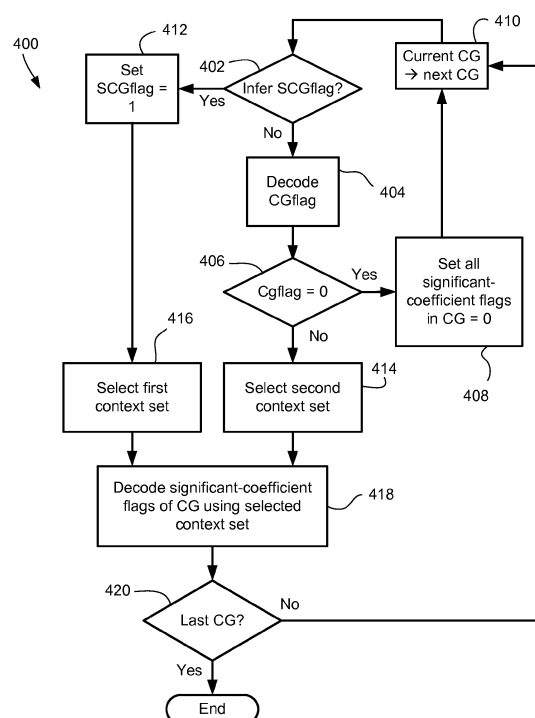 400
412
Set
SCGflag =
1
402
Infer SCGflag?
Yes
No
410
Current CG
→ next CG
Decode
CGflag
404
406
Cgflag = 0
Yes
No
Set all
significant-
coefficient flags
in CG = 0
408
416
Select first
context set
Select second
context set
414
Decode significant-coefficient
flags of CG using selected
context set
418
420
Last CG?
No
Yes
End